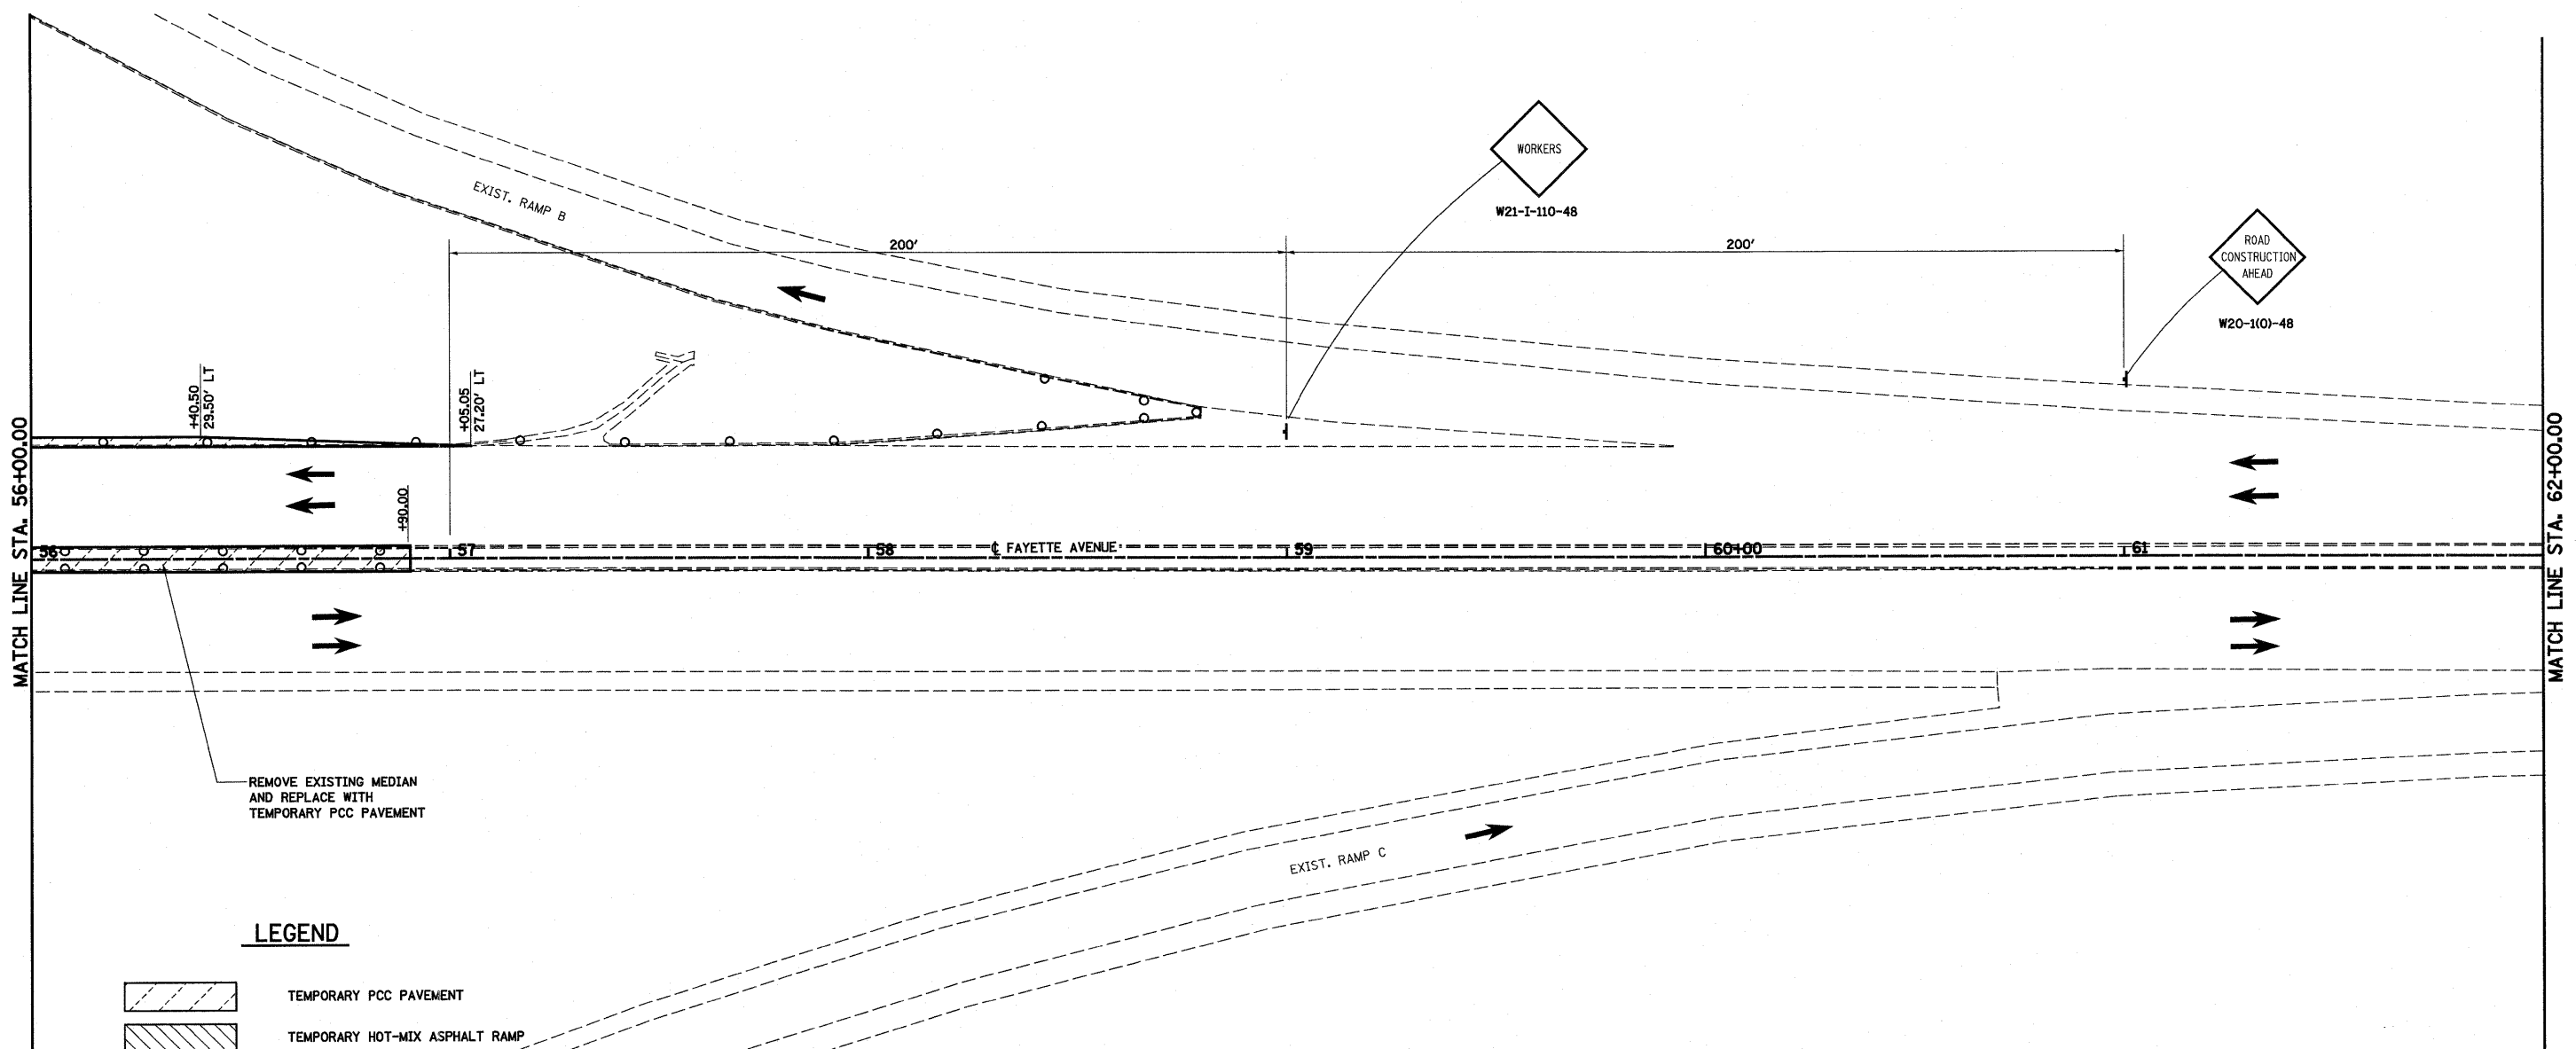 WORKERS
W21-I-110-48
ROAD
CONSTRUCTION
AHEAD
W20-1(O)-48
EXIST. RAMP B
200'
200'
+40.50
29.50' LT
+05.05
27.20' LT
+90.00
MATCH LINE STA. 56+00.00
MATCH LINE STA. 62+00.00
56
57
58
℄ FAYETTE AVENUE
59
60+00
61
REMOVE EXISTING MEDIAN
AND REPLACE WITH
TEMPORARY PCC PAVEMENT
EXIST. RAMP C
LEGEND
TEMPORARY PCC PAVEMENT
TEMPORARY HOT-MIX ASPHALT RAMP